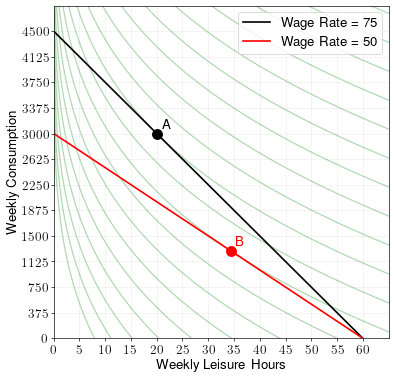 Wage Rate = 75
Wage Rate = 50
4500
4125
3750
3375
3000
2625
2250
1875
1500
1125
750
375
0
A
B
Weekly Consumption
0 5 10 15 20 25 30 35 40 45 50 55 60
Weekly Leisure Hours